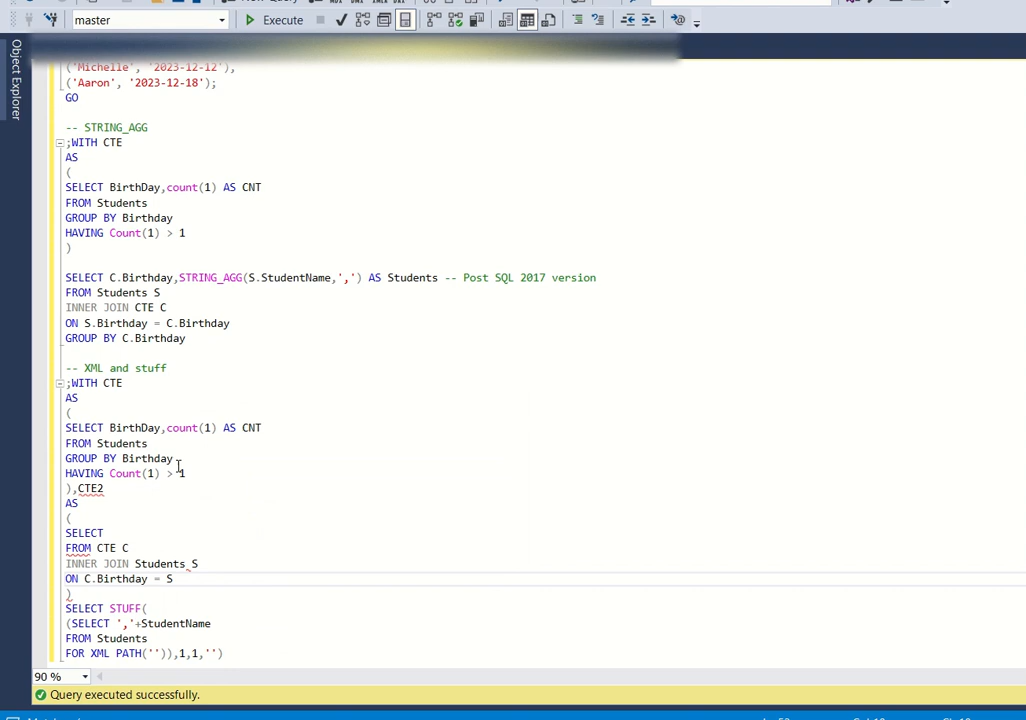 New Query
master
Execute
Object Explorer
('Michelle', '2023-12-12'),
('Aaron', '2023-12-18');
GO
-- STRING_AGG
;WITH CTE
AS
(
SELECT BirthDay,count(1) AS CNT
FROM Students
GROUP BY Birthday
HAVING Count(1) > 1
)
SELECT C.Birthday,STRING_AGG(S.StudentName,',') AS Students -- Post SQL 2017 version
FROM Students S
INNER JOIN CTE C
ON S.Birthday = C.Birthday
GROUP BY C.Birthday
-- XML and stuff
;WITH CTE
AS
(
SELECT BirthDay,count(1) AS CNT
FROM Students
GROUP BY Birthday
HAVING Count(1) > 1
),CTE2
AS
(
SELECT
FROM CTE C
INNER JOIN Students S
ON C.Birthday = S
)
SELECT STUFF(
(SELECT ','+StudentName
FROM Students
FOR XML PATH('')),1,1,'')
90 %
Query executed successfully.